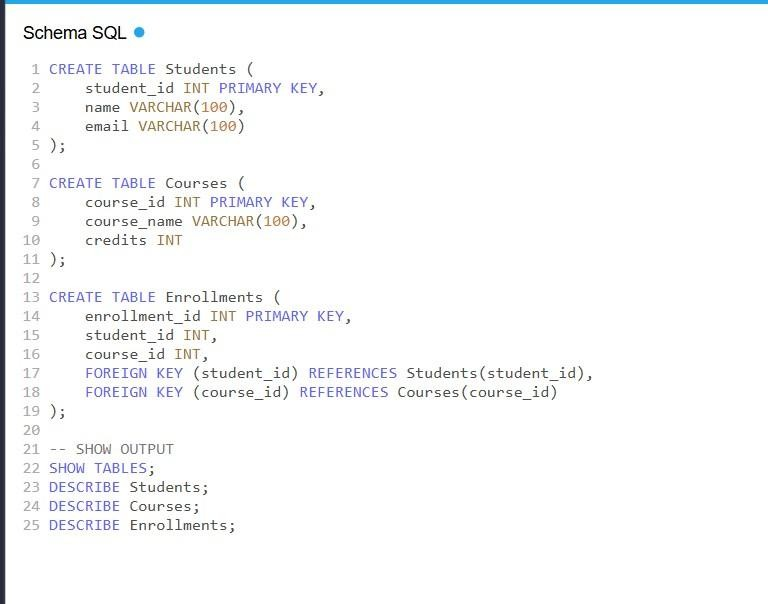 Schema SQL
1 CREATE TABLE Students (
2     student_id INT PRIMARY KEY,
3     name VARCHAR(100),
4     email VARCHAR(100)
5 );
6
7 CREATE TABLE Courses (
8     course_id INT PRIMARY KEY,
9     course_name VARCHAR(100),
10     credits INT
11 );
12
13 CREATE TABLE Enrollments (
14     enrollment_id INT PRIMARY KEY,
15     student_id INT,
16     course_id INT,
17     FOREIGN KEY (student_id) REFERENCES Students(student_id),
18     FOREIGN KEY (course_id) REFERENCES Courses(course_id)
19 );
20
21 -- SHOW OUTPUT
22 SHOW TABLES;
23 DESCRIBE Students;
24 DESCRIBE Courses;
25 DESCRIBE Enrollments;